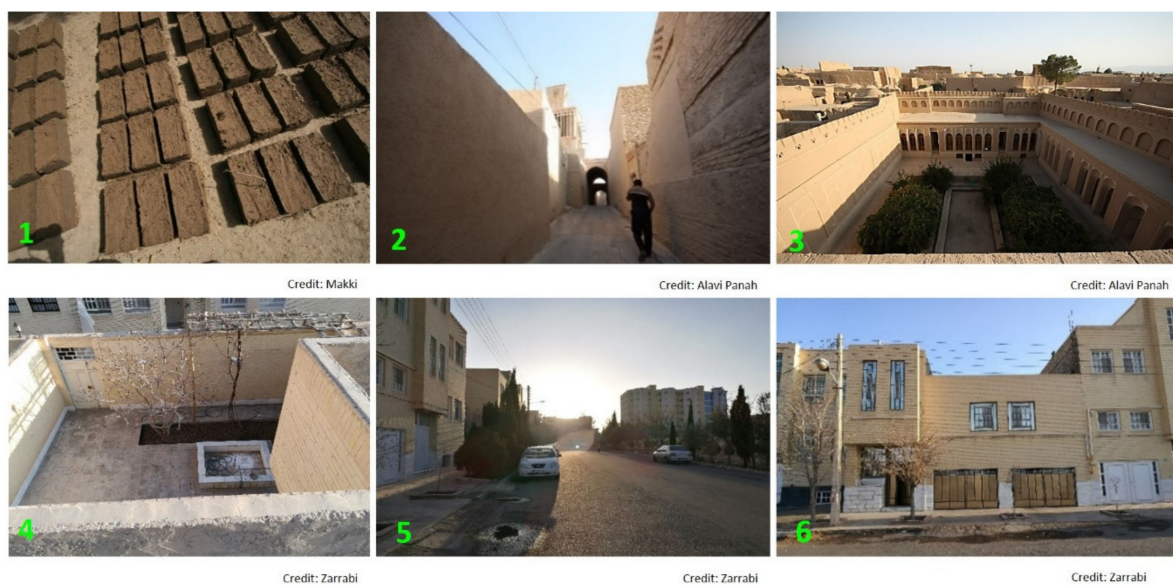 1
2
3
Credit: Makki
Credit: Alavi Panah
Credit: Alavi Panah
4
5
6
Credit: Zarrabi
Credit: Zarrabi
Credit: Zarrabi